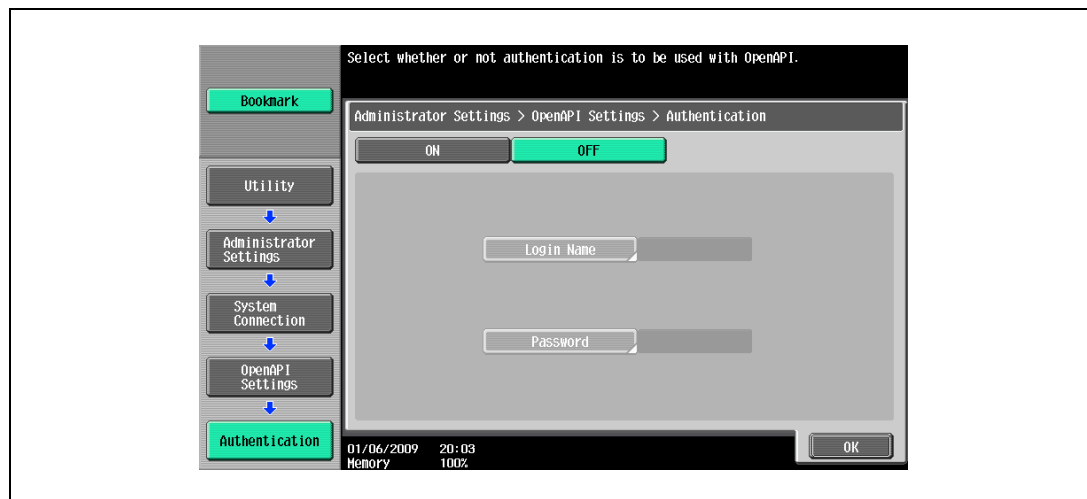 Select whether or not authentication is to be used with OpenAPI.
Bookmark
Administrator Settings > OpenAPI Settings > Authentication
ON
OFF
Utility
Administrator
Settings
Login Name
System
Connection
Password
OpenAPI
Settings
Authentication
01/06/2009 20:03
Memory 100%
OK